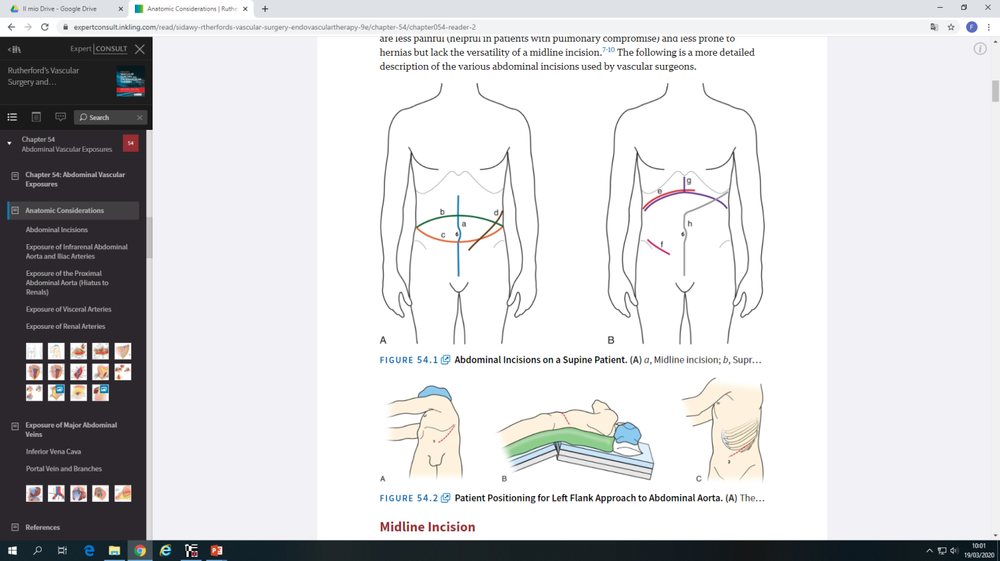 Il mio Drive - Google Drive
Anatomic Considerations | Ruthe
expertconsult.inkling.com/read/sidawy-rtherfords-vascular-surgery-endovasculartherapy-9e/chapter-54/chapter054-reader-2
F
Expert | CONSULT
Rutherford's Vascular
Surgery and...
Search
Chapter 54
Abdominal Vascular Exposures
54
Chapter 54: Abdominal Vascular
Exposures
Anatomic Considerations
Abdominal Incisions
Exposure of Infrarenal Abdominal
Aorta and Iliac Arteries
Exposure of the Proximal
Abdominal Aorta (Hiatus to
Renals)
Exposure of Visceral Arteries
Exposure of Renal Arteries
Exposure of Major Abdominal
Veins
Inferior Vena Cava
Portal Vein and Branches
References
are less painful (helpful in patients with pulmonary compromise) and less prone to
hernias but lack the versatility of a midline incision.7-10 The following is a more detailed
description of the various abdominal incisions used by vascular surgeons.
b
a
d
c
A
g
e
h
f
B
FIGURE 54.1 Abdominal Incisions on a Supine Patient. (A) a, Midline incision; b, Supr...
A
B
C
FIGURE 54.2 Patient Positioning for Left Flank Approach to Abdominal Aorta. (A) The...
Midline Incision
10:01
19/03/2020